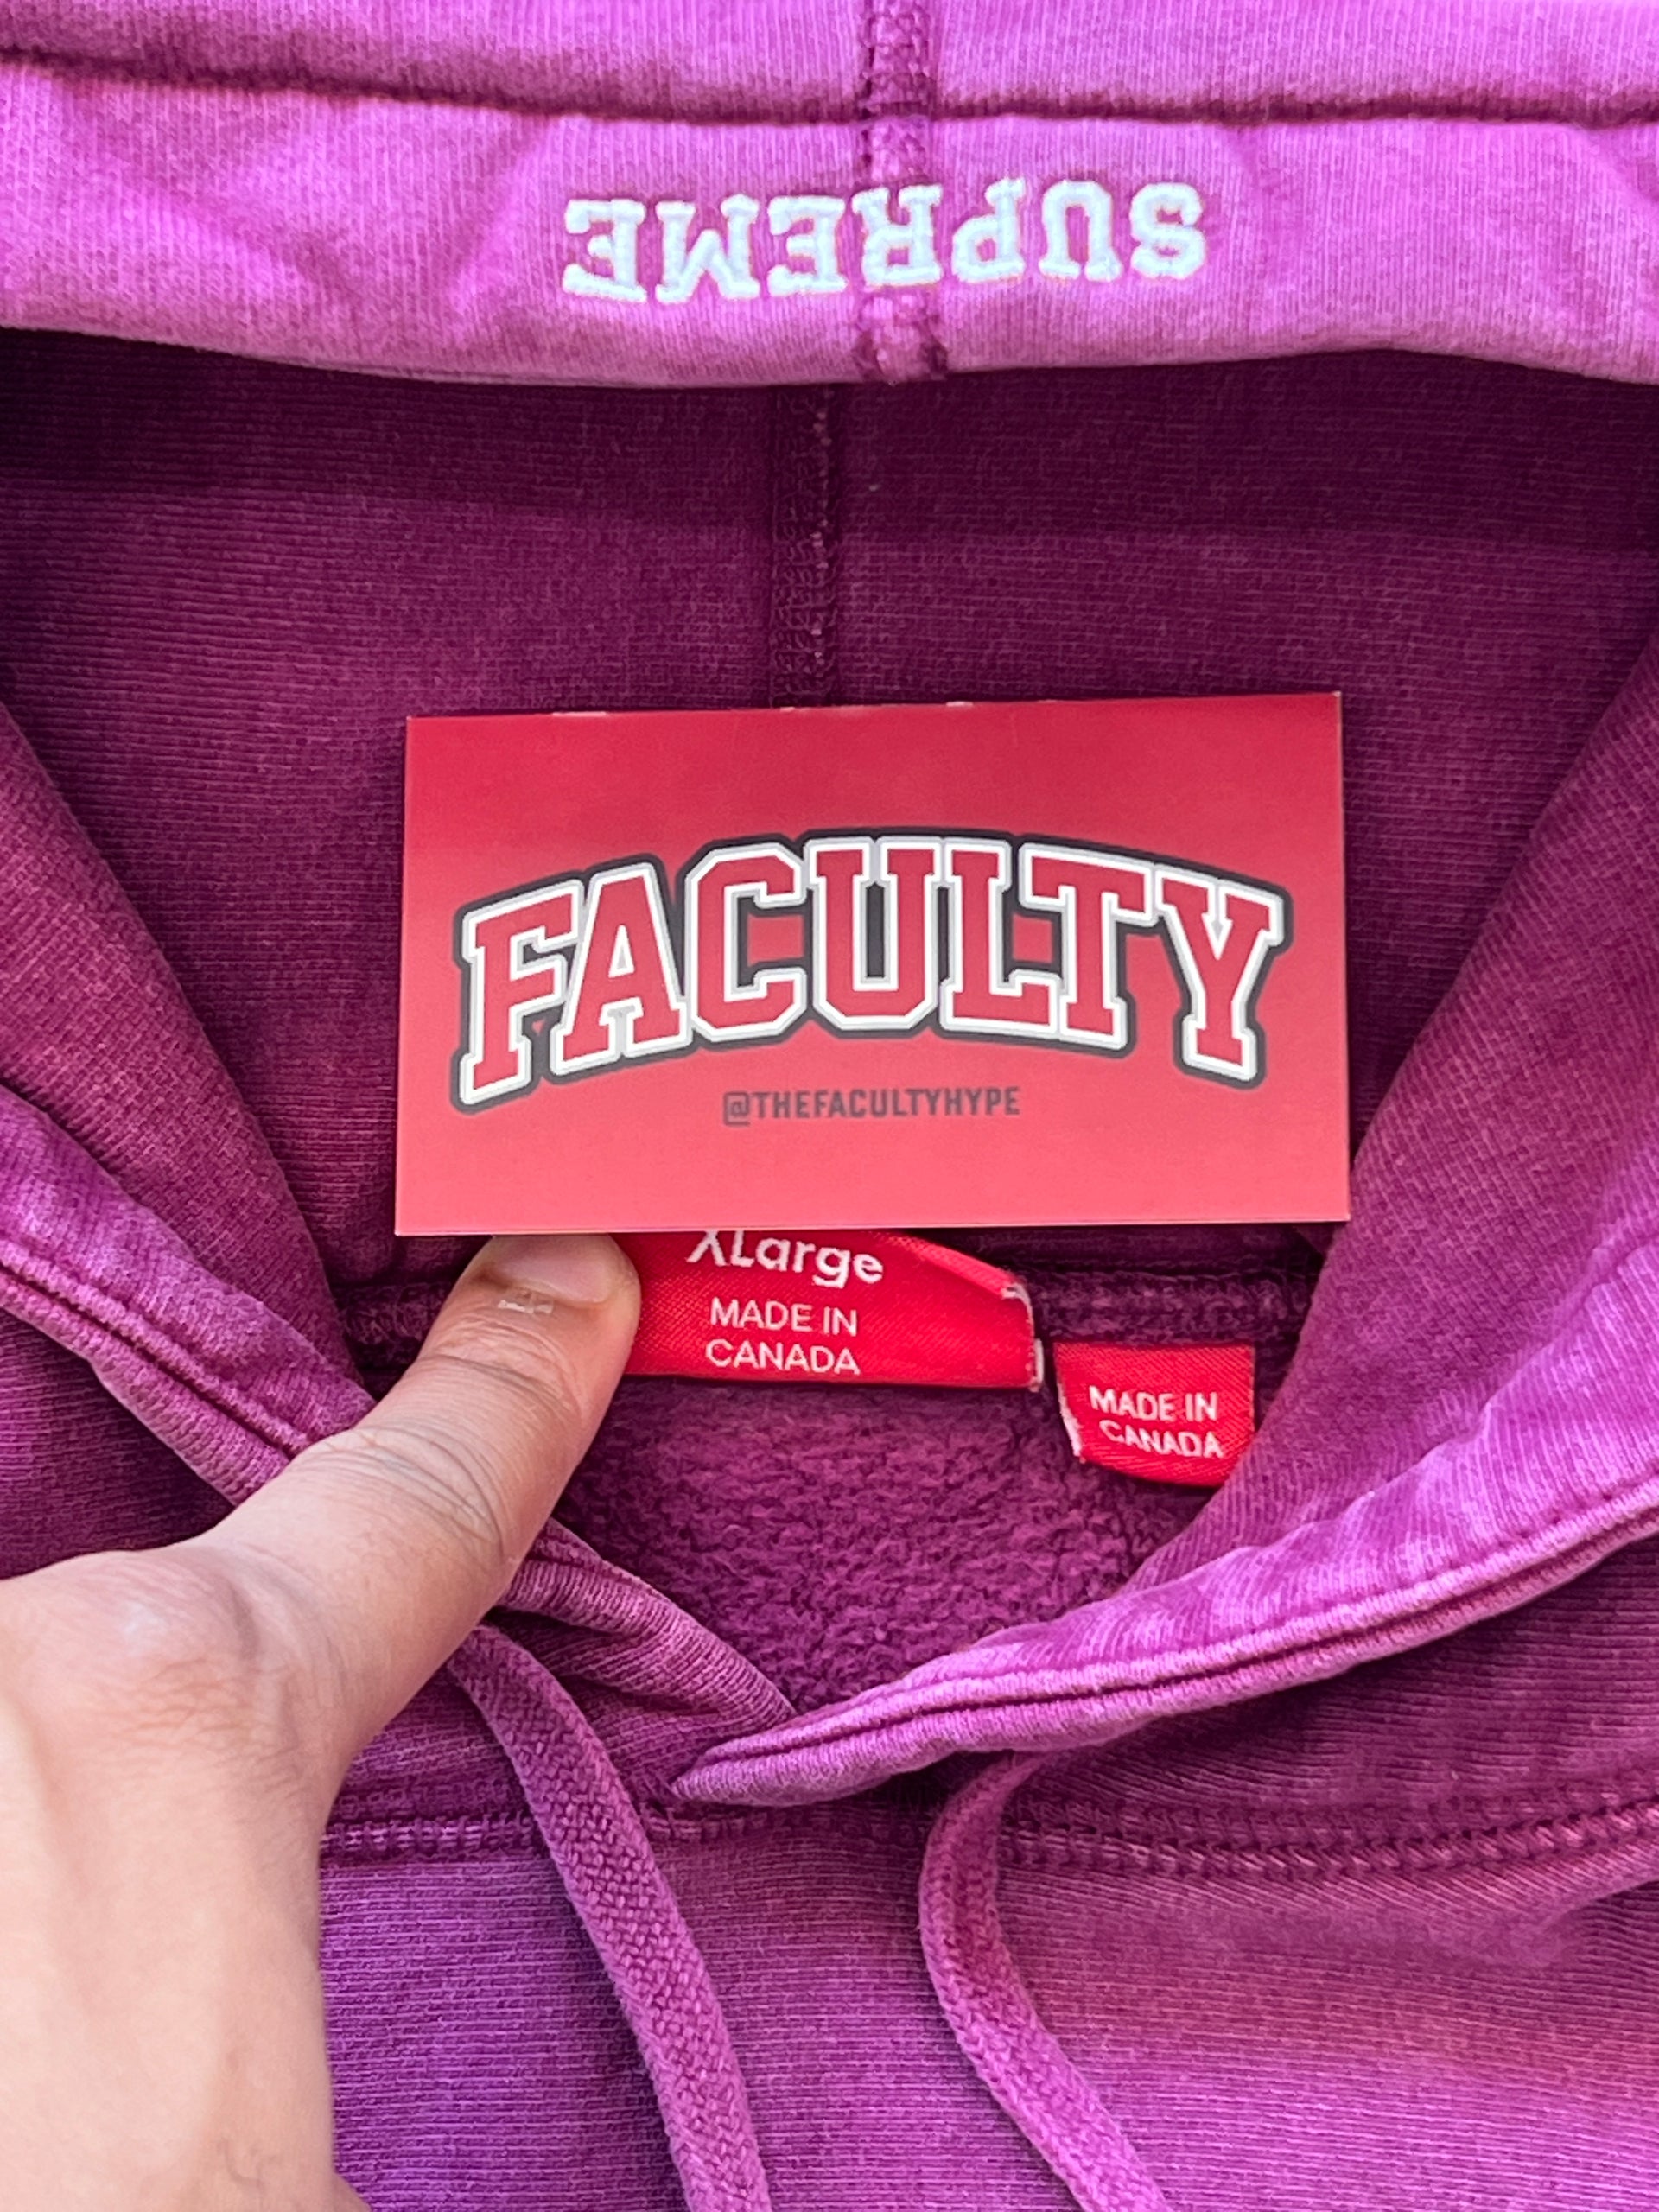 SUPREME
FACULTY
@THEFACULTYHYPE
XLarge
MADE IN
CANADA
MADE IN
CANADA